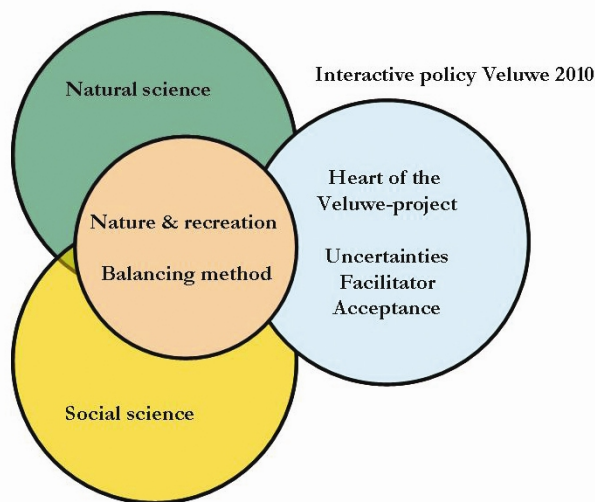 Natural science
Interactive policy Veluwe 2010
Heart of the
Veluwe-project
Nature & recreation
Balancing method
Uncertainties
Facilitator
Acceptance
Social science